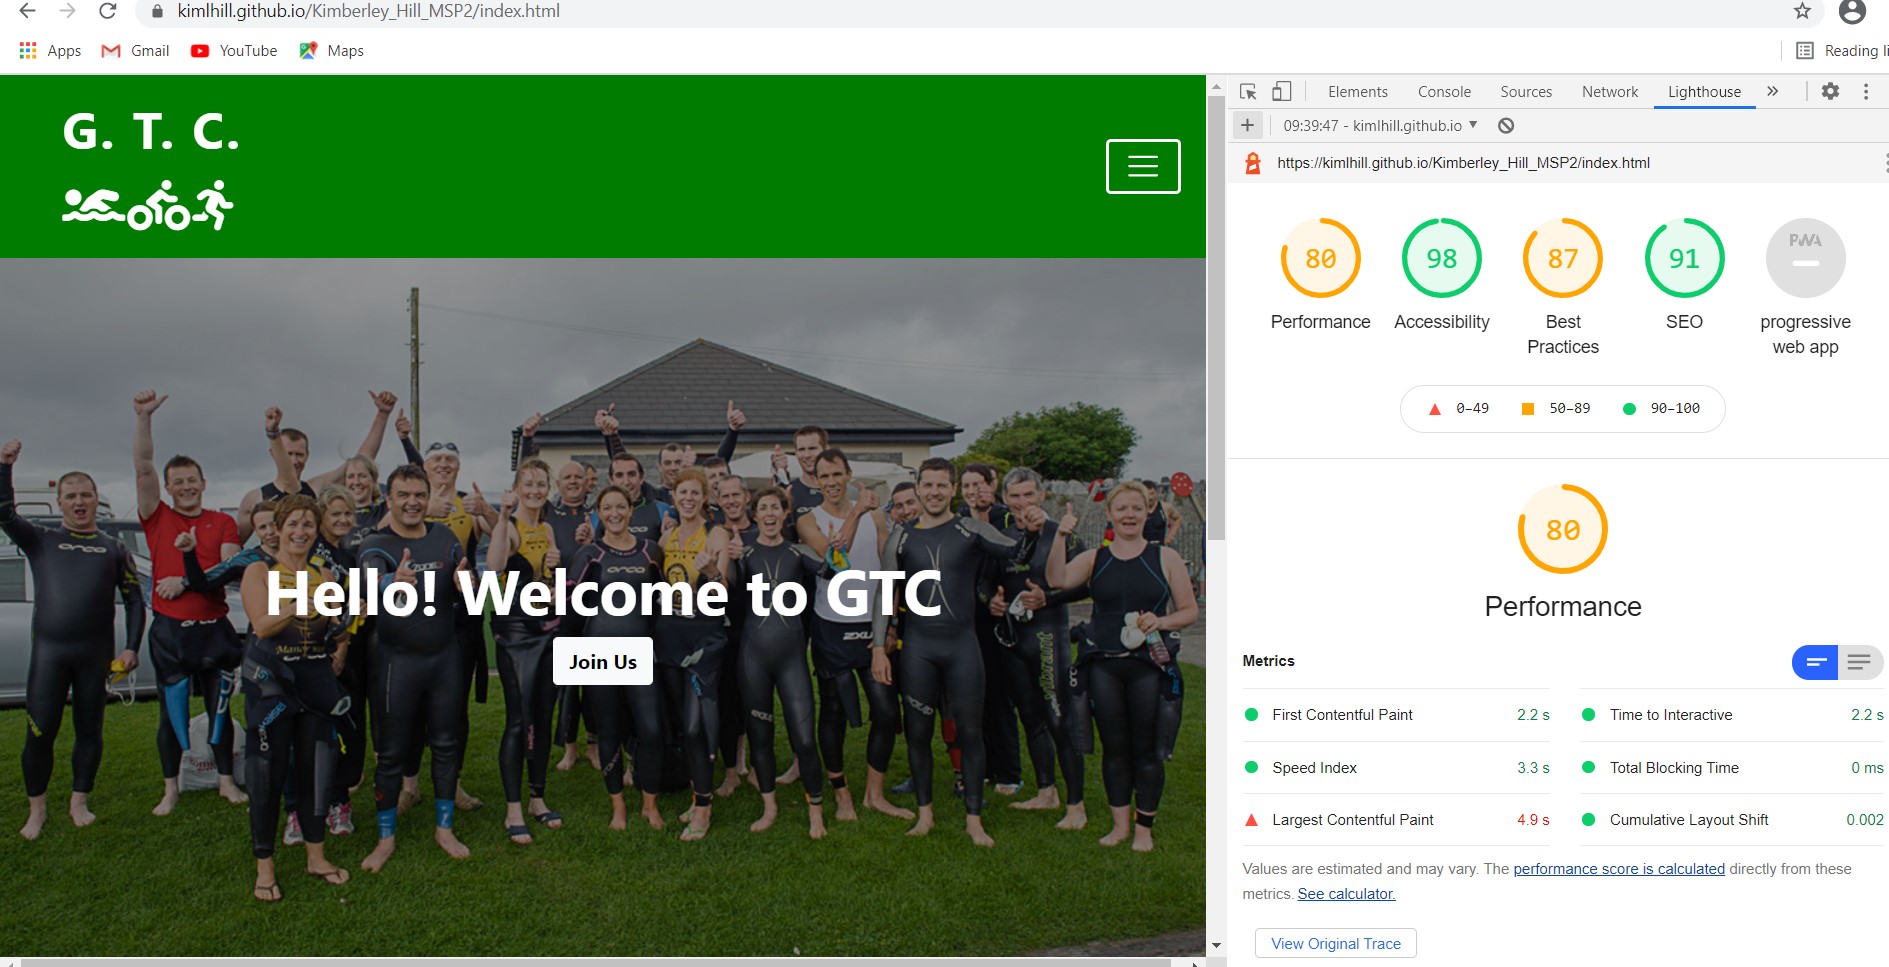 kimlhill.github.io/Kimberley_Hill_MSP2/index.html
Apps Gmail YouTube Maps Reading li
G. T. C.
Hello! Welcome to GTC
Join Us
Elements Console Sources Network Lighthouse
09:39:47 - kimlhill.github.io
https://kimlhill.github.io/Kimberley_Hill_MSP2/index.html
80 98 87 91 PWA
Performance Accessibility Best Practices SEO progressive web app
0–49 50–89 90–100
80
Performance
Metrics
First Contentful Paint 2.2 s
Time to Interactive 2.2 s
Speed Index 3.3 s
Total Blocking Time 0 ms
Largest Contentful Paint 4.9 s
Cumulative Layout Shift 0.002
Values are estimated and may vary. The performance score is calculated directly from these
metrics. See calculator.
View Original Trace